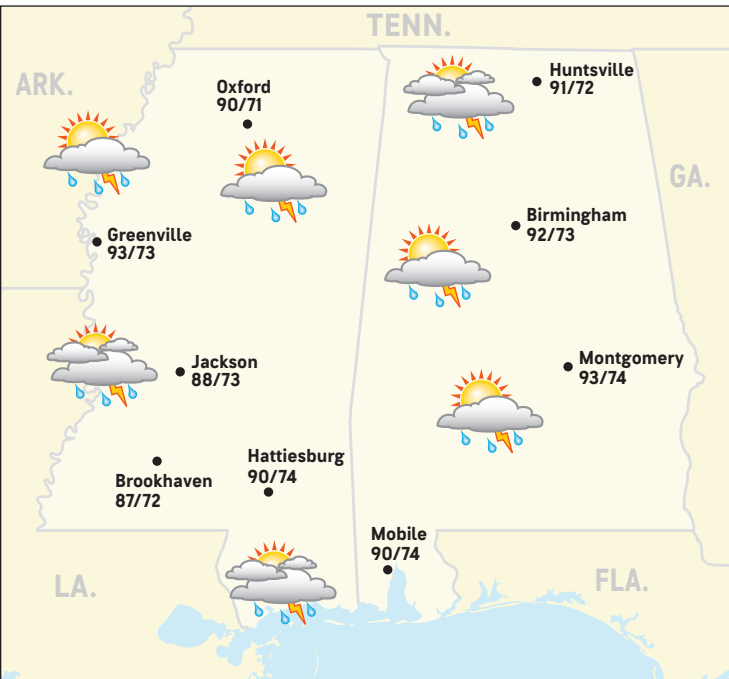 TENN.
ARK.
Oxford
90/71
Huntsville
91/72
GA.
Greenville
93/73
Birmingham
92/73
Jackson
88/73
Montgomery
93/74
Brookhaven
87/72
Hattiesburg
90/74
Mobile
90/74
LA.
FLA.